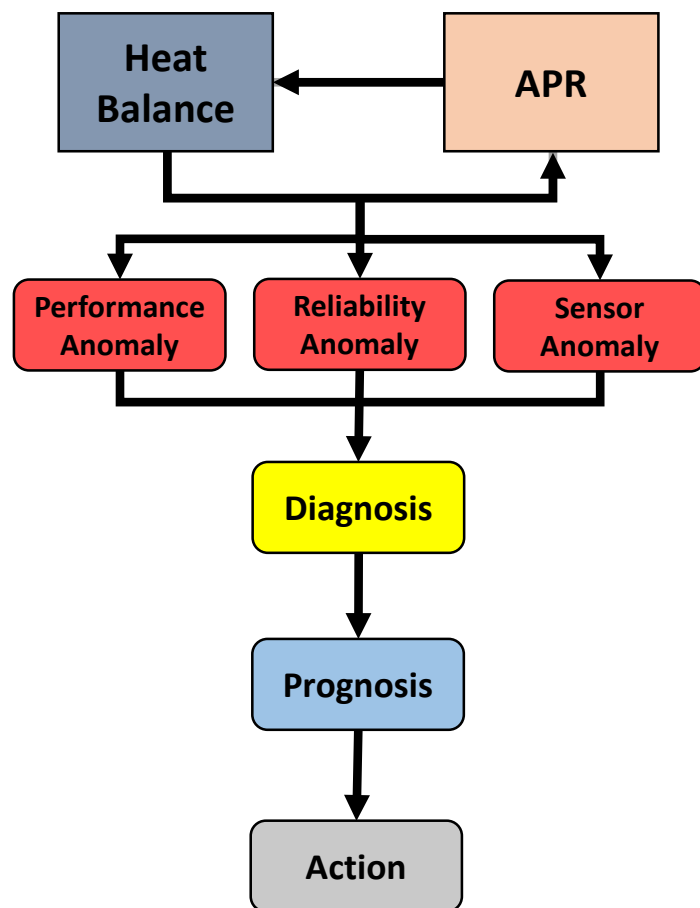 Heat
Balance
APR
Performance
Anomaly
Reliability
Anomaly
Sensor
Anomaly
Diagnosis
Prognosis
Action